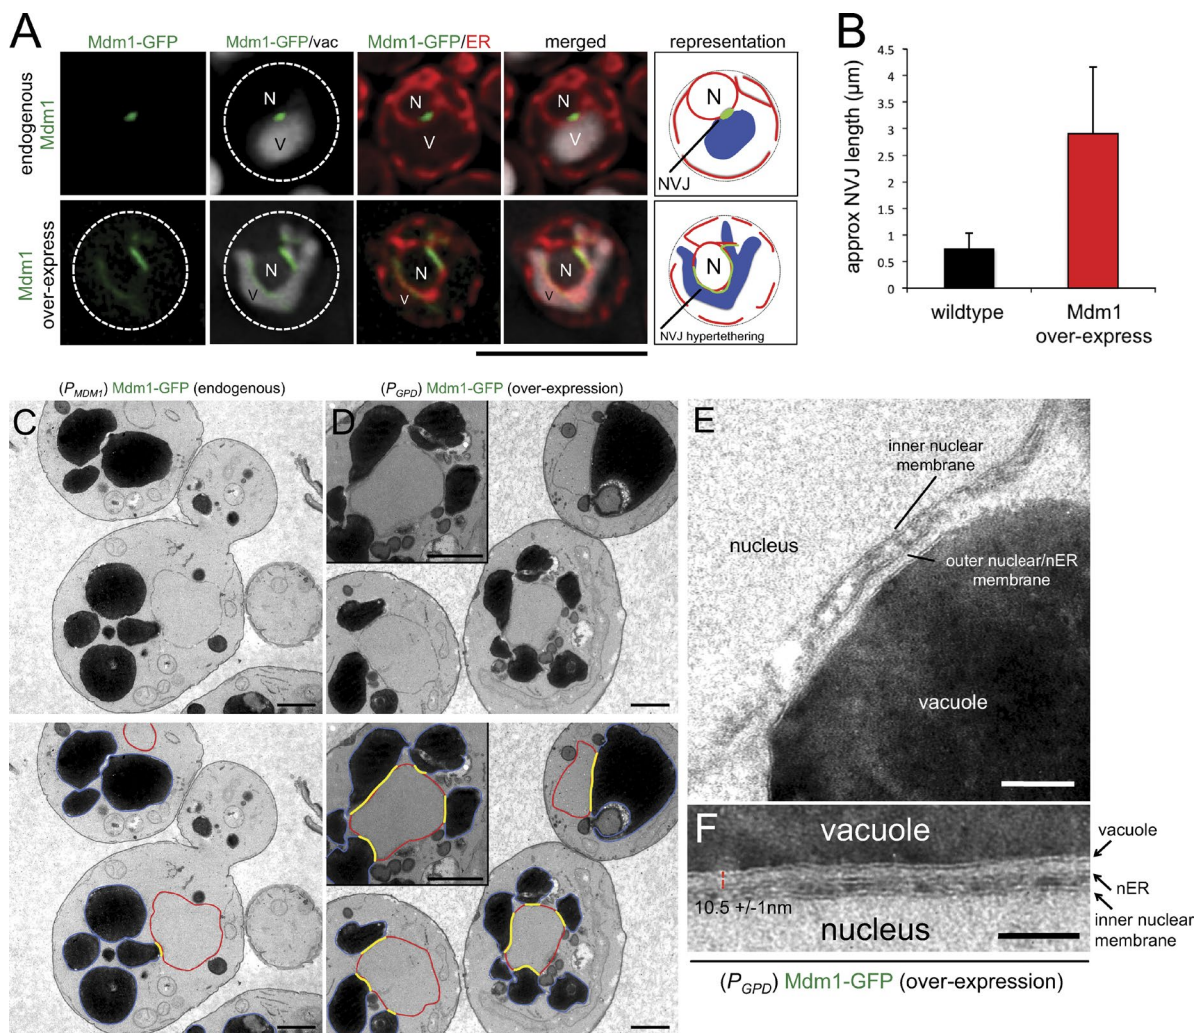 A
Mdm1-GFP
Mdm1-GFP/vac
Mdm1-GFP/ER
merged
representation
endogenous
Mdm1
N
V
N
V
N
NVJ
Mdm1
over-express
N
V
N
V
N
NVJ hypertethering
B
approx NVJ length (µm)
4.5
4
3.5
3
2.5
2
1.5
1
0.5
0
wildtype
Mdm1
over-express
(PMDM1) Mdm1-GFP (endogenous)
(PGPD) Mdm1-GFP (over-expression)
C
D
E
inner nuclear
membrane
nucleus
outer nuclear/nER
membrane
vacuole
F
vacuole
10.5 +/-1nm
nucleus
vacuole
nER
inner nuclear
membrane
(PGPD) Mdm1-GFP (over-expression)